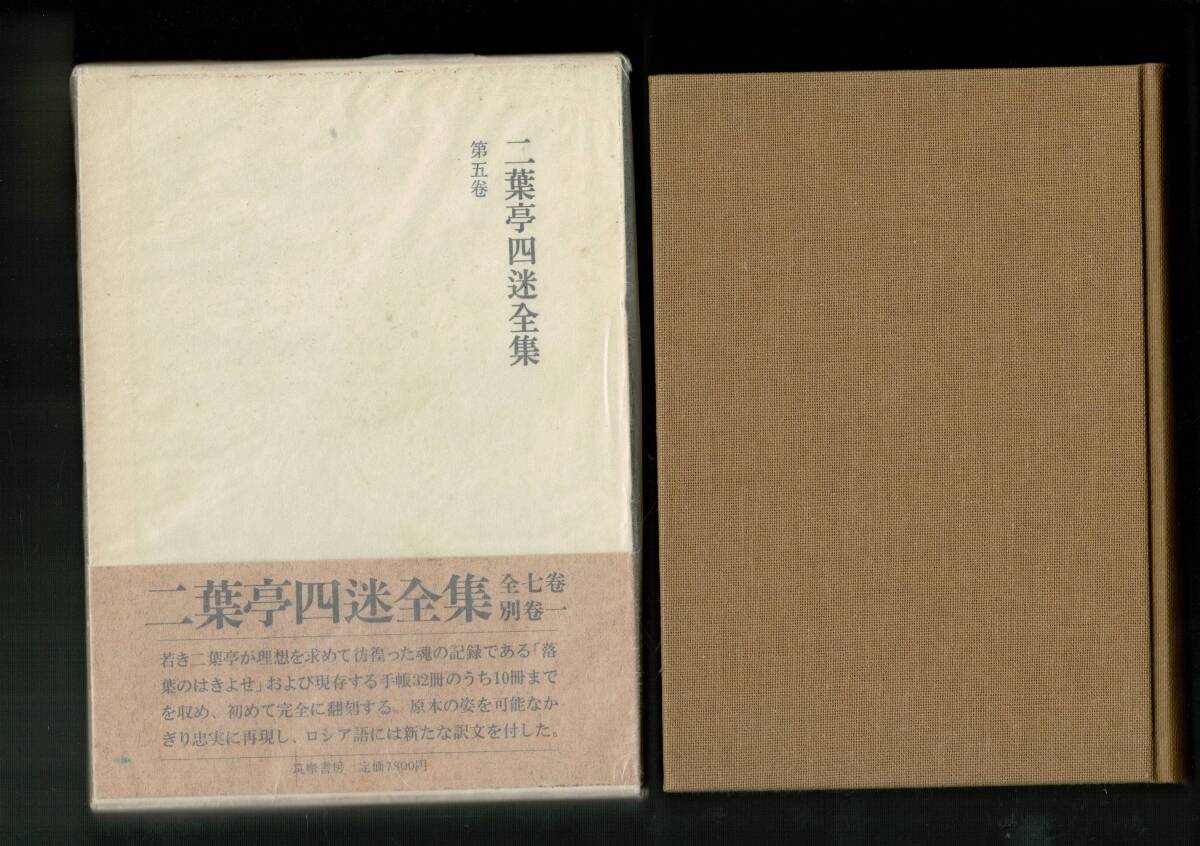 二葉亭四迷全集
第五卷
二葉亭四迷全集
全七卷
別卷一
若き二葉亭が理想を求めて彷徨った魂の記録である「落
葉のはきよせ」および現存する手帳32冊のうち10冊まで
を収め、初めて完全に翻刻する。原本の姿を可能なか
ぎり忠実に再現し、ロシア語には新たな訳文を付した。
筑摩書房 定価7800円